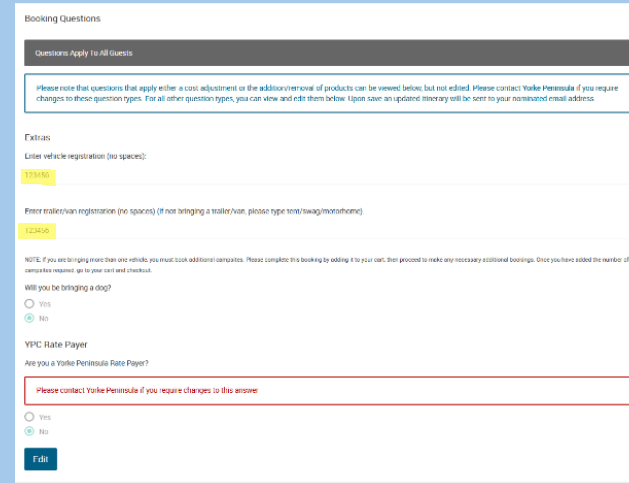 Booking Questions
Questions Apply To All Guests
Please note that questions that apply either a cost adjustment or the addition/removal of products can be viewed below, but not edited. Please contact Yorke Peninsula if you require
changes to these question types. For all other question types, you can view and edit them below. Upon save an updated itinerary will be sent to your nominated email address
Extras
Enter vehicle registration (no spaces):
123456
Enter trailer/van registration (no spaces) (If not bringing a trailer/van, please type tent/swag/motorhome)
123456
NOTE: If you are bringing more than one vehicle, you must book additional campsites. Please complete this booking by adding it to your cart, then proceed to make any necessary additional bookings. Once you have added the number of
campsites required, go to your cart and checkout.
Will you be bringing a dog?
Yes
No
YPC Rate Payer
Are you a Yorke Peninsula Rate Payer?
Please contact Yorke Peninsula if you require changes to this answer
Yes
No
Edit